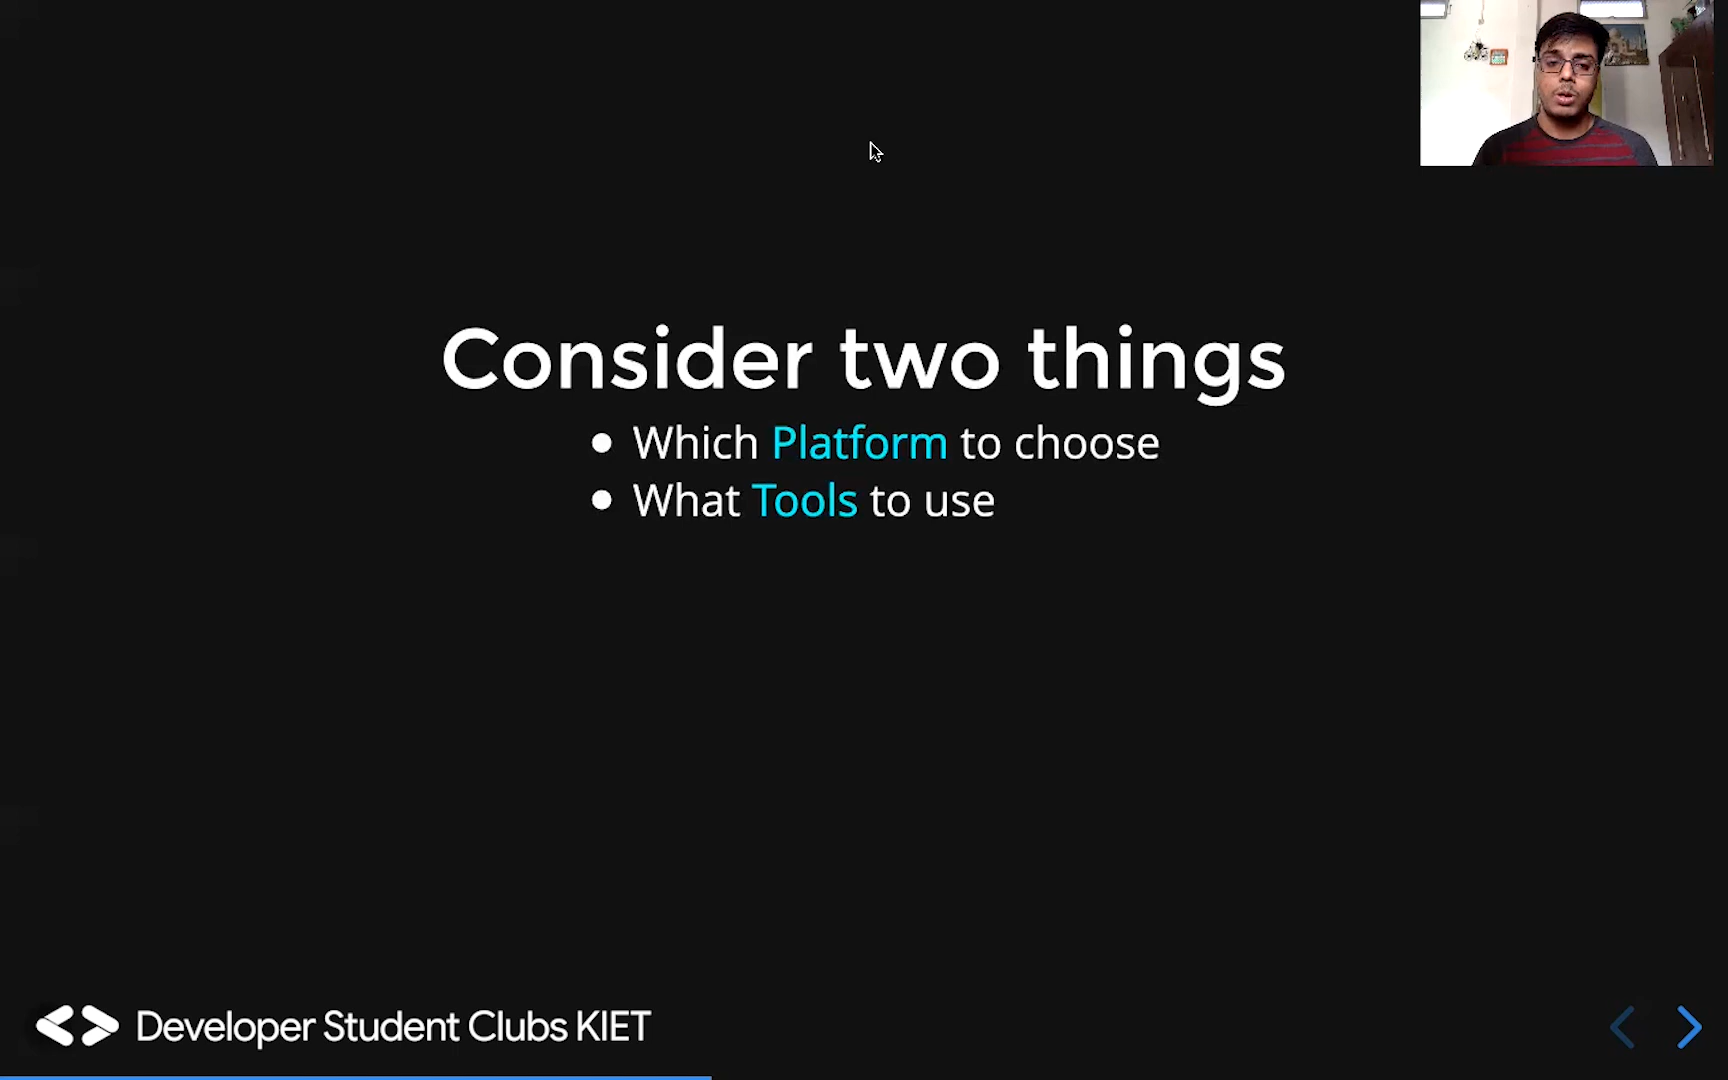 Consider two things
• Which Platform to choose
• What Tools to use
Developer Student Clubs KIET